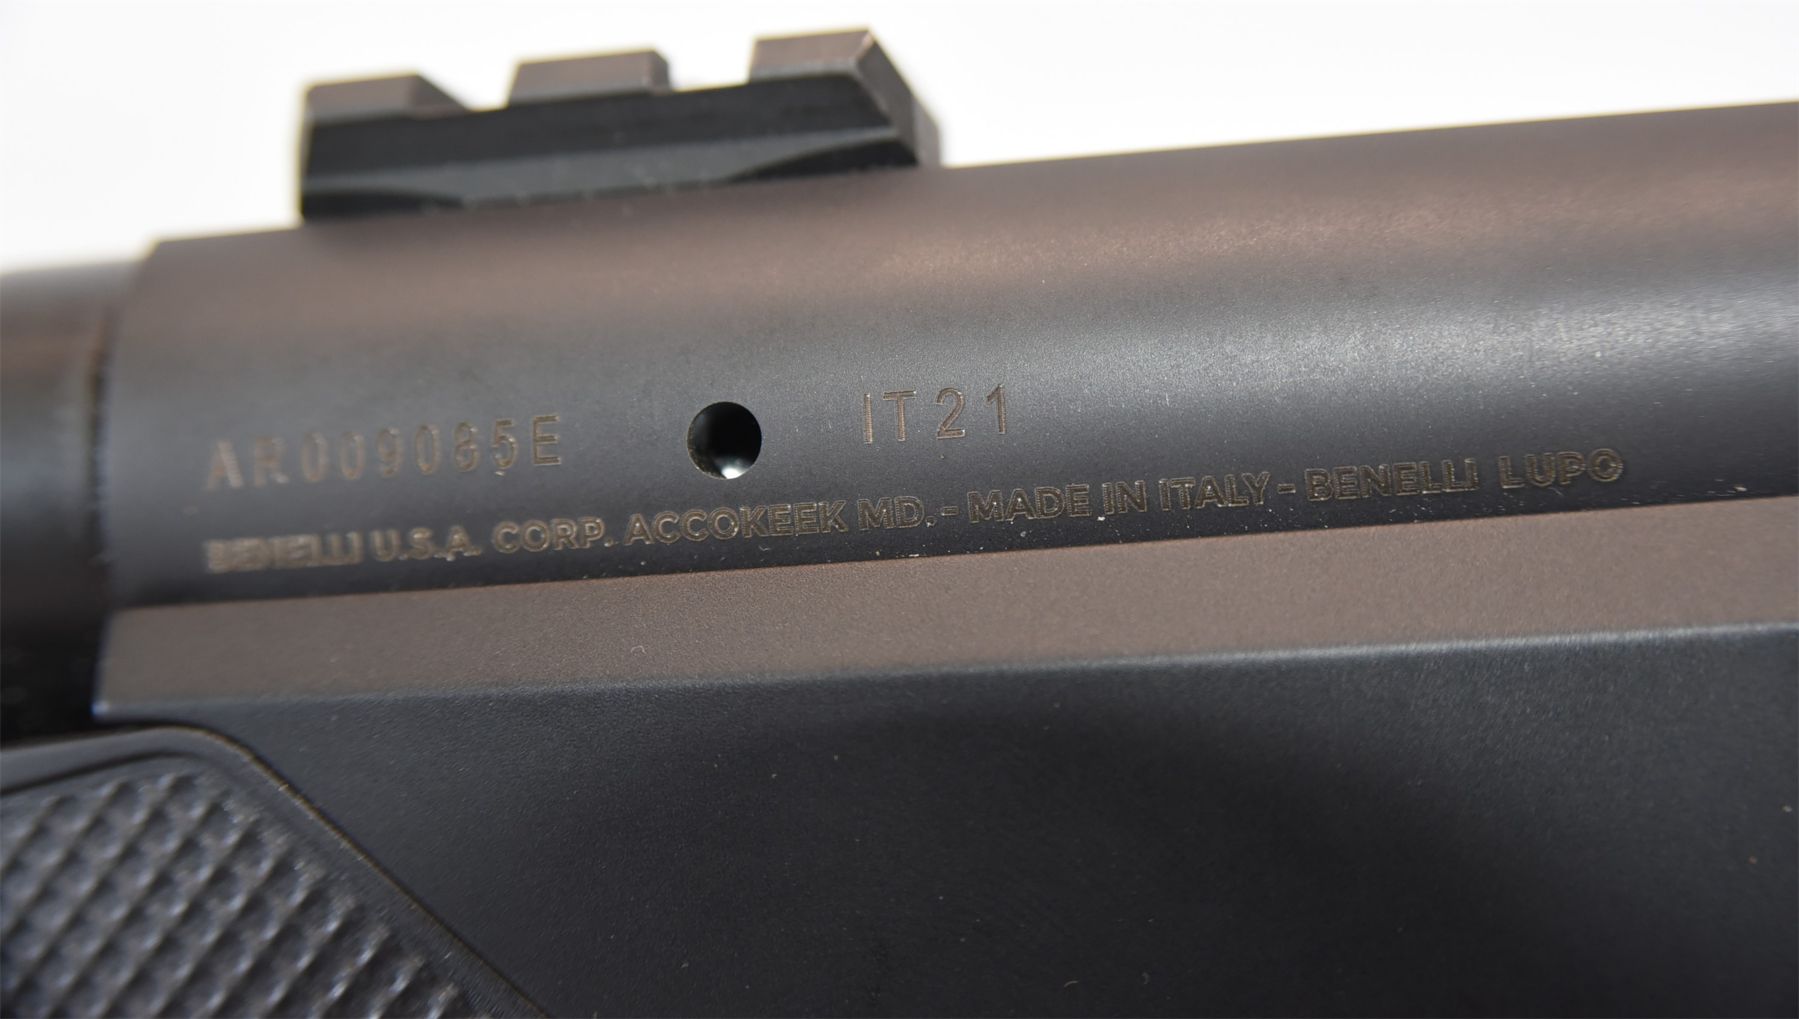 AR009085E IT21
BENELLI U.S.A. CORP. ACCOKEEK MD. - MADE IN ITALY - BENELLI LUPO